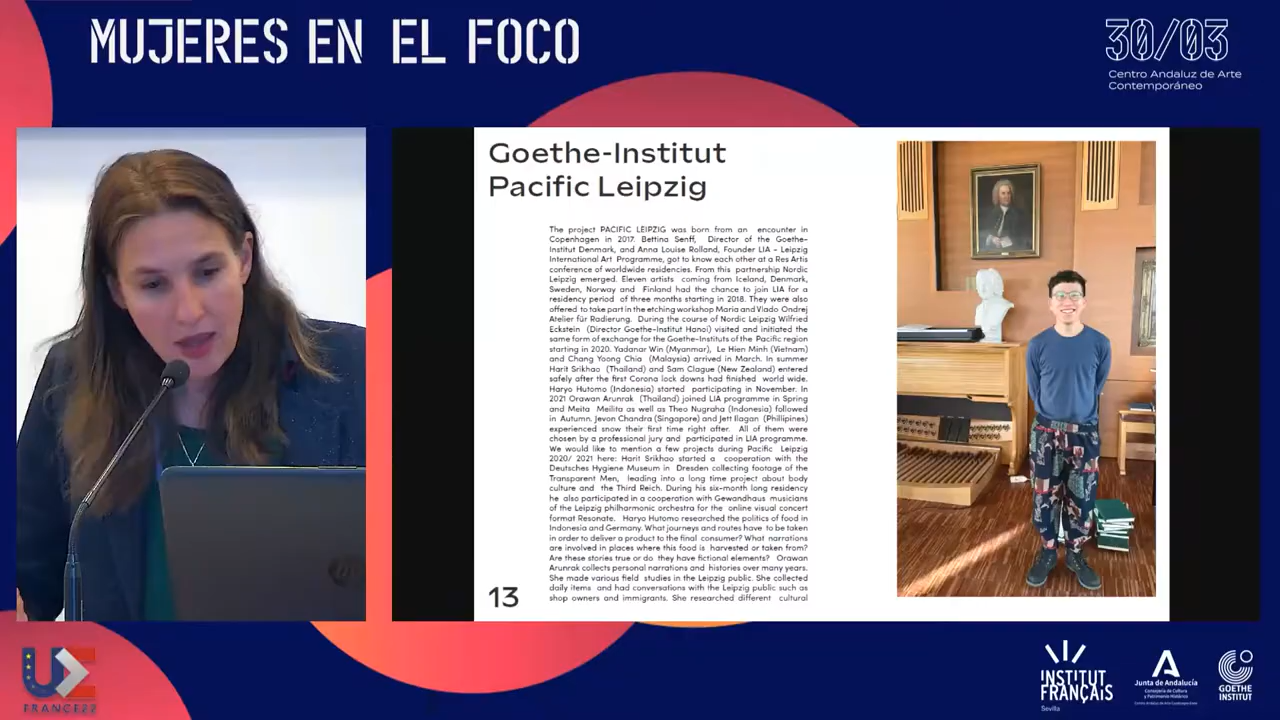 MUJERES EN EL FOCO
30/03
Centro Andaluz de Arte
Contemporáneo
Goethe-Institut
Pacific Leipzig
The project PACIFIC LEIPZIG was born from an encounter in
Copenhagen in 2017. Bettina Senff, Director of the Goethe-
Institut Denmark, and Anna Louise Rolland, Founder LIA - Leipzig
International Art Programme, got to know each other at a Res Artis
conference of worldwide residencies. From this partnership Nordic
Leipzig emerged. Eleven artists coming from Iceland, Denmark,
Sweden, Norway and Finland had the chance to join LIA for a
residency period of three months starting in 2018. They were also
offered to take part in the etching workshop Maria and Vlado Ondrej
Atelier für Radierung. During the course of Nordic Leipzig Wilfried
Eckstein (Director Goethe-Institut Hanoi) visited and initiated the
same form of exchange for the Goethe-Instituts of the Pacific region
starting in 2020. Yadanar Win (Myanmar), Le Hien Minh (Vietnam)
and Chang Yoong Chia (Malaysia) arrived in March. In summer
Harit Srikhao (Thailand) and Sam Clague (New Zealand) entered
safely after the first Corona lock downs had finished world wide.
Haryo Hutomo (Indonesia) started participating in November. In
2021 Orawan Arunrak (Thailand) joined LIA programme in Spring
and Meita Meilita as well as Theo Nugraha (Indonesia) followed
in Autumn. Jevon Chandra (Singapore) and Jett Ilagan (Phillipines)
experienced snow their first time right after. All of them were
chosen by a professional jury and participated in LIA programme.
We would like to mention a few projects during Pacific Leipzig
2020/ 2021 here: Harit Srikhao started a cooperation with the
Deutsches Hygiene Museum in Dresden collecting footage of the
Transparent Men, leading into a long time project about body
culture and the Third Reich. During his six-month long residency
he also participated in a cooperation with Gewandhaus musicians
of the Leipzig philharmonic orchestra for the online visual concert
format Resonate. Haryo Hutomo researched the politics of food in
Indonesia and Germany. What journeys and routes have to be taken
in order to deliver a product to the final consumer? What narrations
are involved in places where this food is harvested or taken from?
Are these stories true or do they have fictional elements? Orawan
Arunrak collects personal narrations and histories over many years.
She made various field studies in the Leipzig public. She collected
daily items and had conversations with the Leipzig public such as
shop owners and immigrants. She researched different cultural
13
UE
FRANCE22
INSTITUT
FRANÇAIS
Sevilla
Junta de Andalucía
Consejería de Cultura
y Patrimonio Histórico
Centro Andaluz de Arte Contemporáneo
GOETHE
INSTITUT